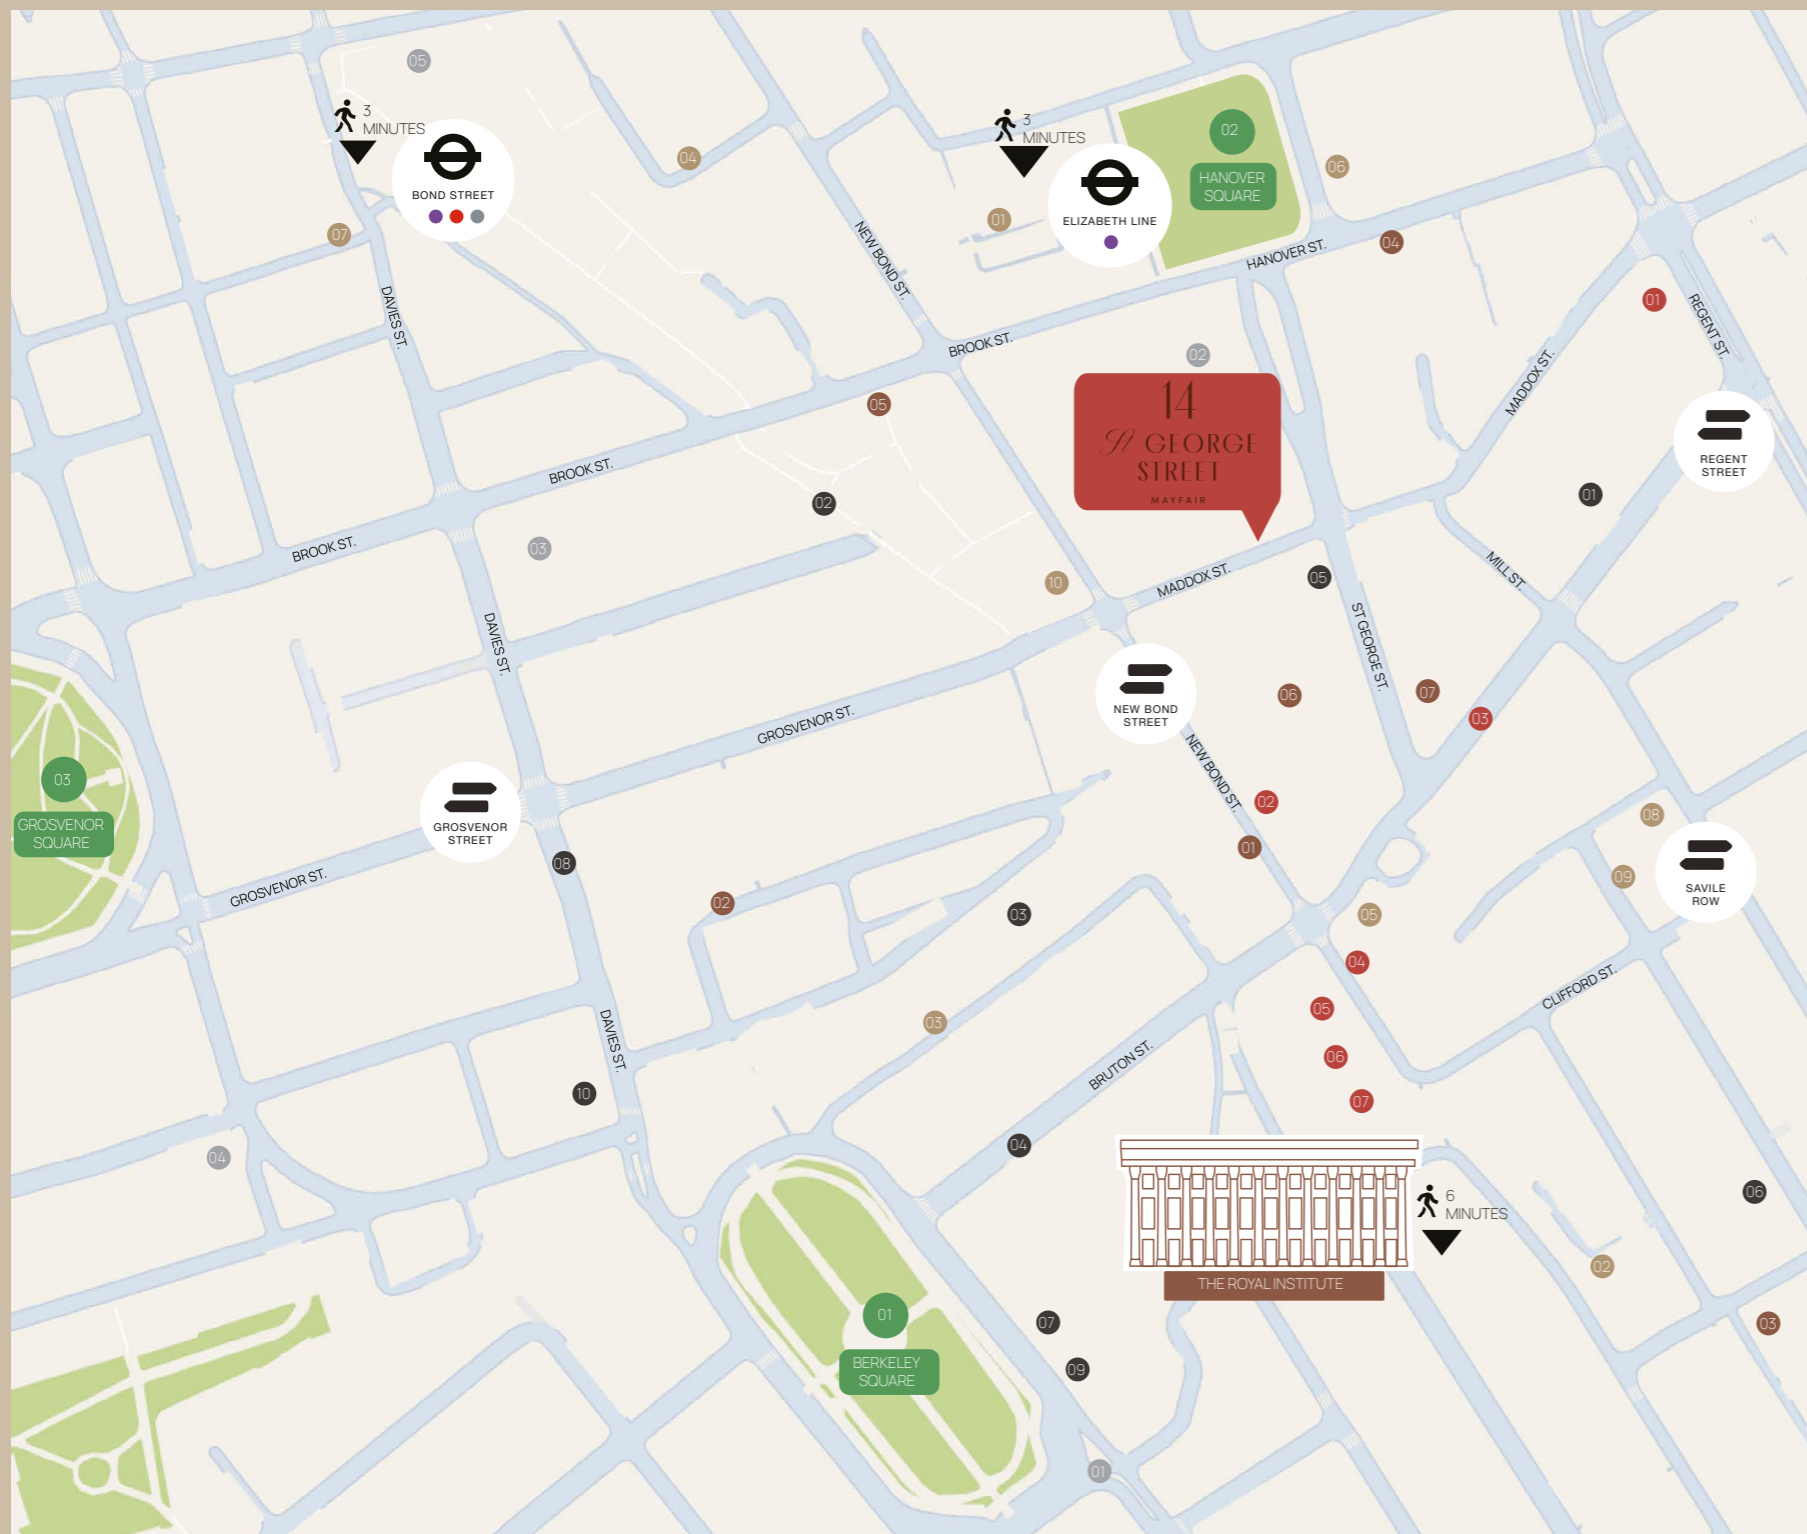 05
3
MINUTES
3
MINUTES
02
HANOVER
SQUARE
04
06
BOND STREET
01
ELIZABETH LINE
07
NEW BOND ST.
HANOVER ST.
04
DAVIES ST.
01
REGENT ST.
BROOK ST.
02
MADDOX ST.
14
St GEORGE
STREET
MAYFAIR
05
REGENT
STREET
BROOK ST.
02
01
BROOK ST.
03
10
MADDOX ST.
05
MILL ST.
DAVIES ST.
ST GEORGE ST.
NEW BOND
STREET
06
07
03
GROSVENOR ST.
NEW BOND ST.
03
GROSVENOR
SQUARE
GROSVENOR
STREET
02
08
01
08
09
SAVILE
ROW
GROSVENOR ST.
02
03
05
04
CLIFFORD ST.
05
03
DAVIES ST.
06
BRUTON ST.
10
07
04
04
6
MINUTES
06
02
THE ROYAL INSTITUTE
01
BERKELEY
SQUARE
07
03
09
01